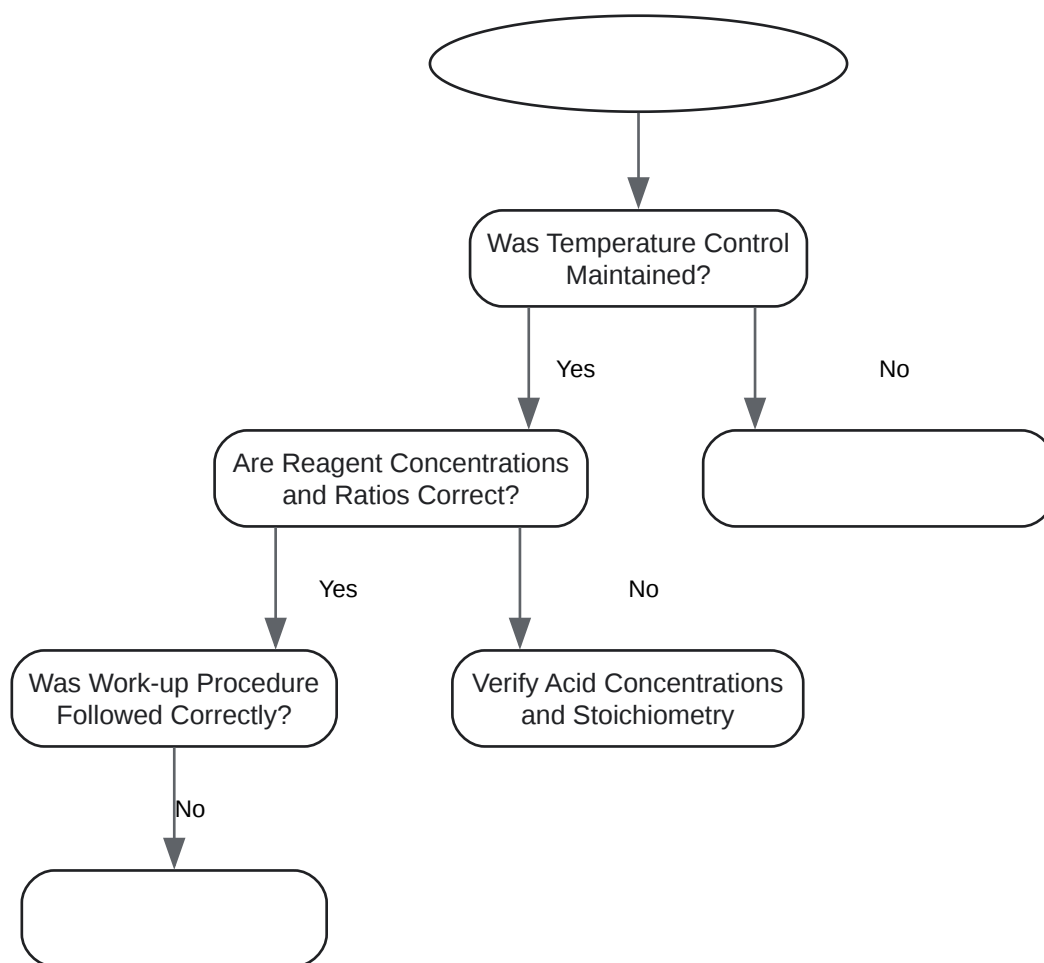 Was Temperature Control
Maintained?
Yes
No
Are Reagent Concentrations
and Ratios Correct?
Yes
No
Was Work-up Procedure
Followed Correctly?
Verify Acid Concentrations
and Stoichiometry
No